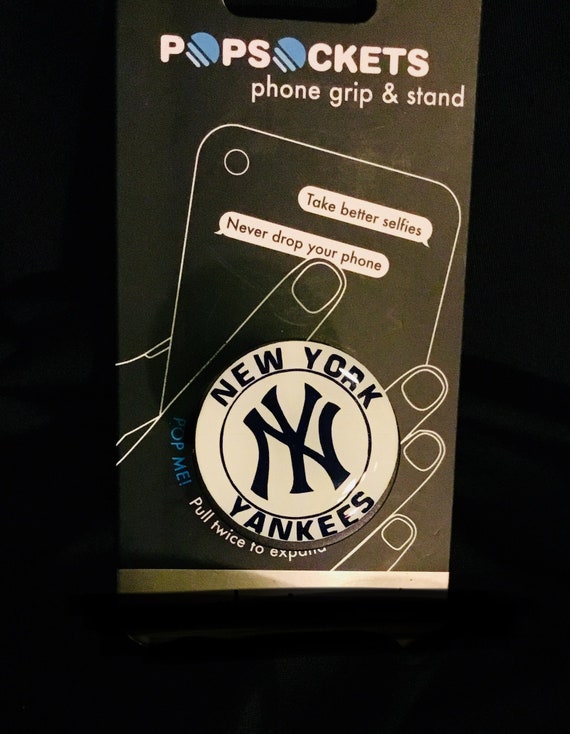 POPSOCKETS
phone grip & stand
Take better selfies
Never drop your phone
NEW YORK
NY
YANKEES
POP ME!
Pull twice to expand